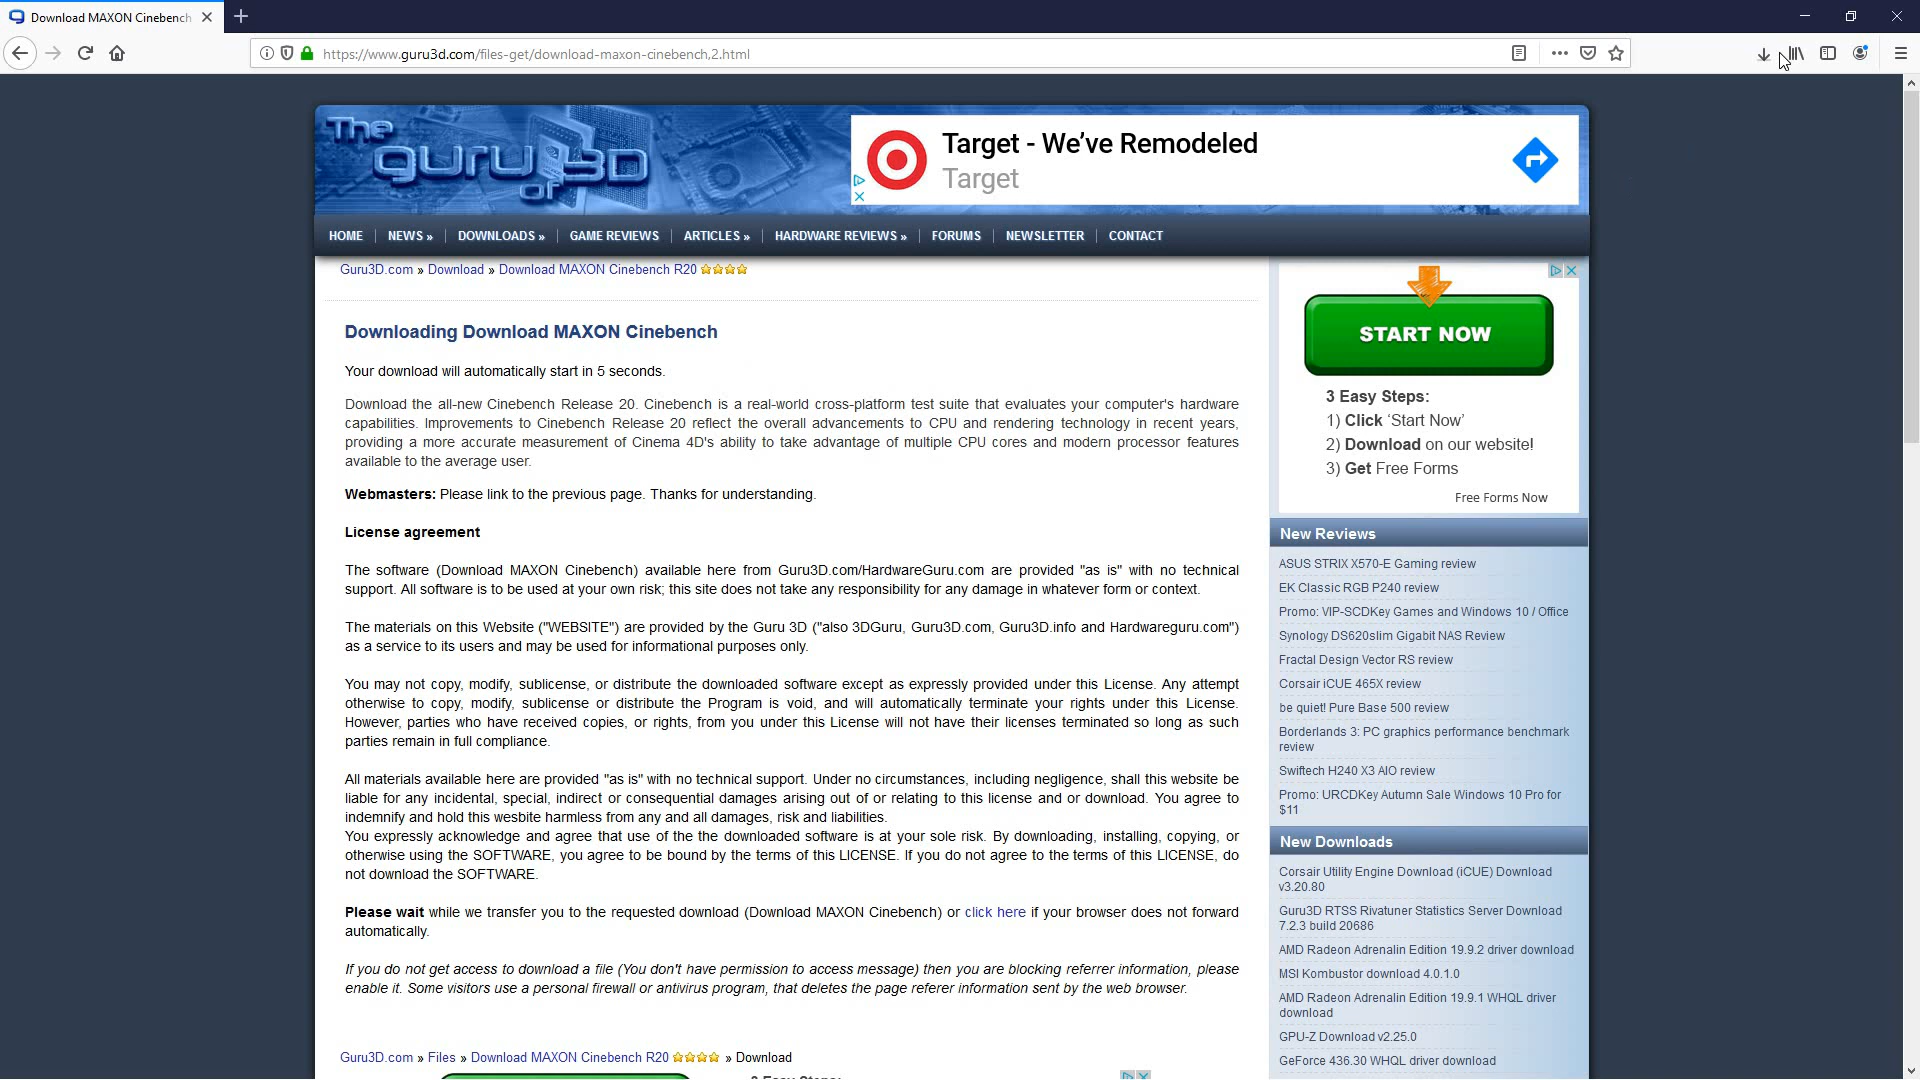 Download MAXON Cinebench
https://www.guru3d.com/files-get/download-maxon-cinebench,2.html
The guru of 3D
Target - We've Remodeled
Target
HOME NEWS » DOWNLOADS » GAME REVIEWS ARTICLES » HARDWARE REVIEWS » FORUMS NEWSLETTER CONTACT
Guru3D.com » Download » Download MAXON Cinebench R20
Downloading Download MAXON Cinebench
Your download will automatically start in 5 seconds.
Download the all-new Cinebench Release 20. Cinebench is a real-world cross-platform test suite that evaluates your computer's hardware
capabilities. Improvements to Cinebench Release 20 reflect the overall advancements to CPU and rendering technology in recent years,
providing a more accurate measurement of Cinema 4D's ability to take advantage of multiple CPU cores and modern processor features
available to the average user.
Webmasters: Please link to the previous page. Thanks for understanding.
License agreement
The software (Download MAXON Cinebench) available here from Guru3D.com/HardwareGuru.com are provided "as is" with no technical
support. All software is to be used at your own risk; this site does not take any responsibility for any damage in whatever form or context.
The materials on this Website ("WEBSITE") are provided by the Guru 3D ("also 3DGuru, Guru3D.com, Guru3D.info and Hardwareguru.com")
as a service to its users and may be used for informational purposes only.
You may not copy, modify, sublicense, or distribute the downloaded software except as expressly provided under this License. Any attempt
otherwise to copy, modify, sublicense or distribute the Program is void, and will automatically terminate your rights under this License.
However, parties who have received copies, or rights, from you under this License will not have their licenses terminated so long as such
parties remain in full compliance.
All materials available here are provided "as is" with no technical support. Under no circumstances, including negligence, shall this website be
liable for any incidental, special, indirect or consequential damages arising out of or relating to this license and or download. You agree to
indemnify and hold this wesbite harmless from any and all damages, risk and liabilities.
You expressly acknowledge and agree that use of the the downloaded software is at your sole risk. By downloading, installing, copying, or
otherwise using the SOFTWARE, you agree to be bound by the terms of this LICENSE. If you do not agree to the terms of this LICENSE, do
not download the SOFTWARE.
Please wait while we transfer you to the requested download (Download MAXON Cinebench) or click here if your browser does not forward
automatically.
If you do not get access to download a file (You don't have permission to access message) then you are blocking referrer information, please
enable it. Some visitors use a personal firewall or antivirus program, that deletes the page referer information sent by the web browser.
Guru3D.com » Files » Download MAXON Cinebench R20 » Download
START NOW
3 Easy Steps:
1) Click 'Start Now'
2) Download on our website!
3) Get Free Forms
Free Forms Now
New Reviews
ASUS STRIX X570-E Gaming review
EK Classic RGB P240 review
Promo: VIP-SCDKey Games and Windows 10 / Office
Synology DS620slim Gigabit NAS Review
Fractal Design Vector RS review
Corsair iCUE 465X review
be quiet! Pure Base 500 review
Borderlands 3: PC graphics performance benchmark
review
Swiftech H240 X3 AIO review
Promo: URCDKey Autumn Sale Windows 10 Pro for
$11
New Downloads
Corsair Utility Engine Download (iCUE) Download
v3.20.80
Guru3D RTSS Rivatuner Statistics Server Download
7.2.3 build 20686
AMD Radeon Adrenalin Edition 19.9.2 driver download
MSI Kombustor download 4.0.1.0
AMD Radeon Adrenalin Edition 19.9.1 WHQL driver
download
GPU-Z Download v2.25.0
GeForce 436.30 WHQL driver download